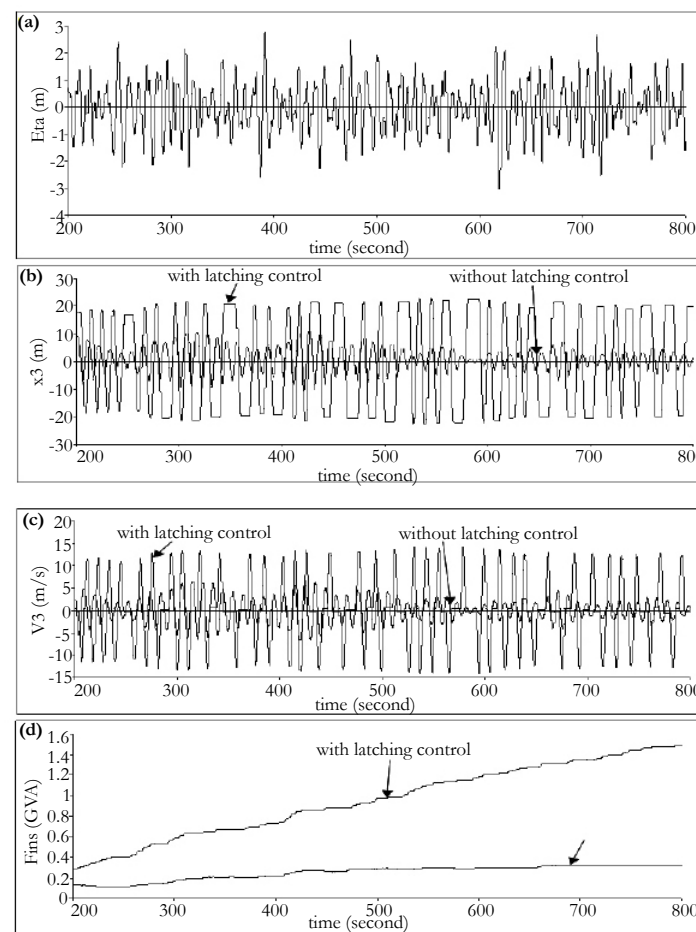 (a)
3
2
1
0
-1
-2
-3
-4
Eta (m)
200 300 400 500 600 700 800
time (second)
(b)
with latching control
without latching control
30
20
10
0
-10
-20
-30
x3 (m)
200 300 400 500 600 700 800
time (second)
(c)
with latching control
without latching control
20
15
10
5
0
-5
-10
-15
V3 (m/s)
200 300 400 500 600 700 800
time (second)
(d)
with latching control
1.6
1.4
1.2
1
0.8
0.6
0.4
0.2
0
Fins (GVA)
200 300 400 500 600 700 800
time (second)